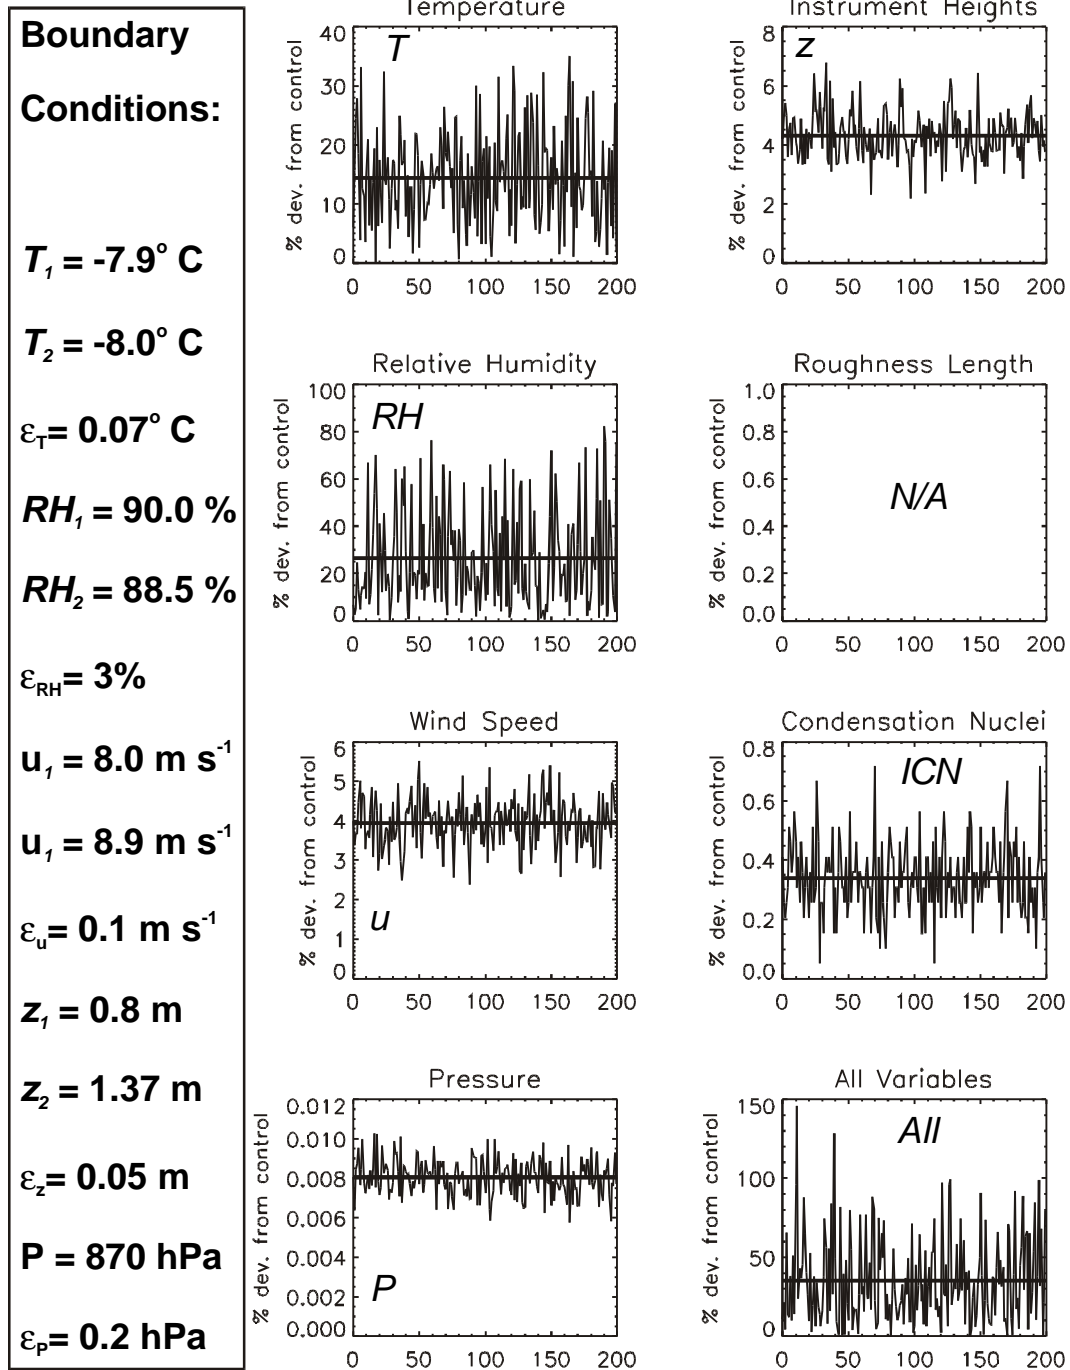 Boundary
Conditions:
T₁ = -7.9° C
T₂ = -8.0° C
ε_T= 0.07° C
RH₁ = 90.0 %
RH₂ = 88.5 %
ε_RH= 3%
u₁ = 8.0 m s⁻¹
u₁ = 8.9 m s⁻¹
ε_u= 0.1 m s⁻¹
z₁ = 0.8 m
z₂ = 1.37 m
ε_z= 0.05 m
P = 870 hPa
ε_P= 0.2 hPa
Temperature
T
% dev. from control
40
30
20
10
0
0 50 100 150 200
Instrument Heights
z
% dev. from control
8
6
4
2
0
0 50 100 150 200
Relative Humidity
RH
% dev. from control
100
80
60
40
20
0
0 50 100 150 200
Roughness Length
N/A
% dev. from control
1.0
0.8
0.6
0.4
0.2
0.0
0 50 100 150 200
Wind Speed
u
% dev. from control
6
5
4
3
2
1
0
0 50 100 150 200
Condensation Nuclei
ICN
% dev. from control
0.8
0.6
0.4
0.2
0.0
0 50 100 150 200
Pressure
P
% dev. from control
0.012
0.010
0.008
0.006
0.004
0.002
0.000
0 50 100 150 200
All Variables
All
% dev. from control
150
100
50
0
0 50 100 150 200